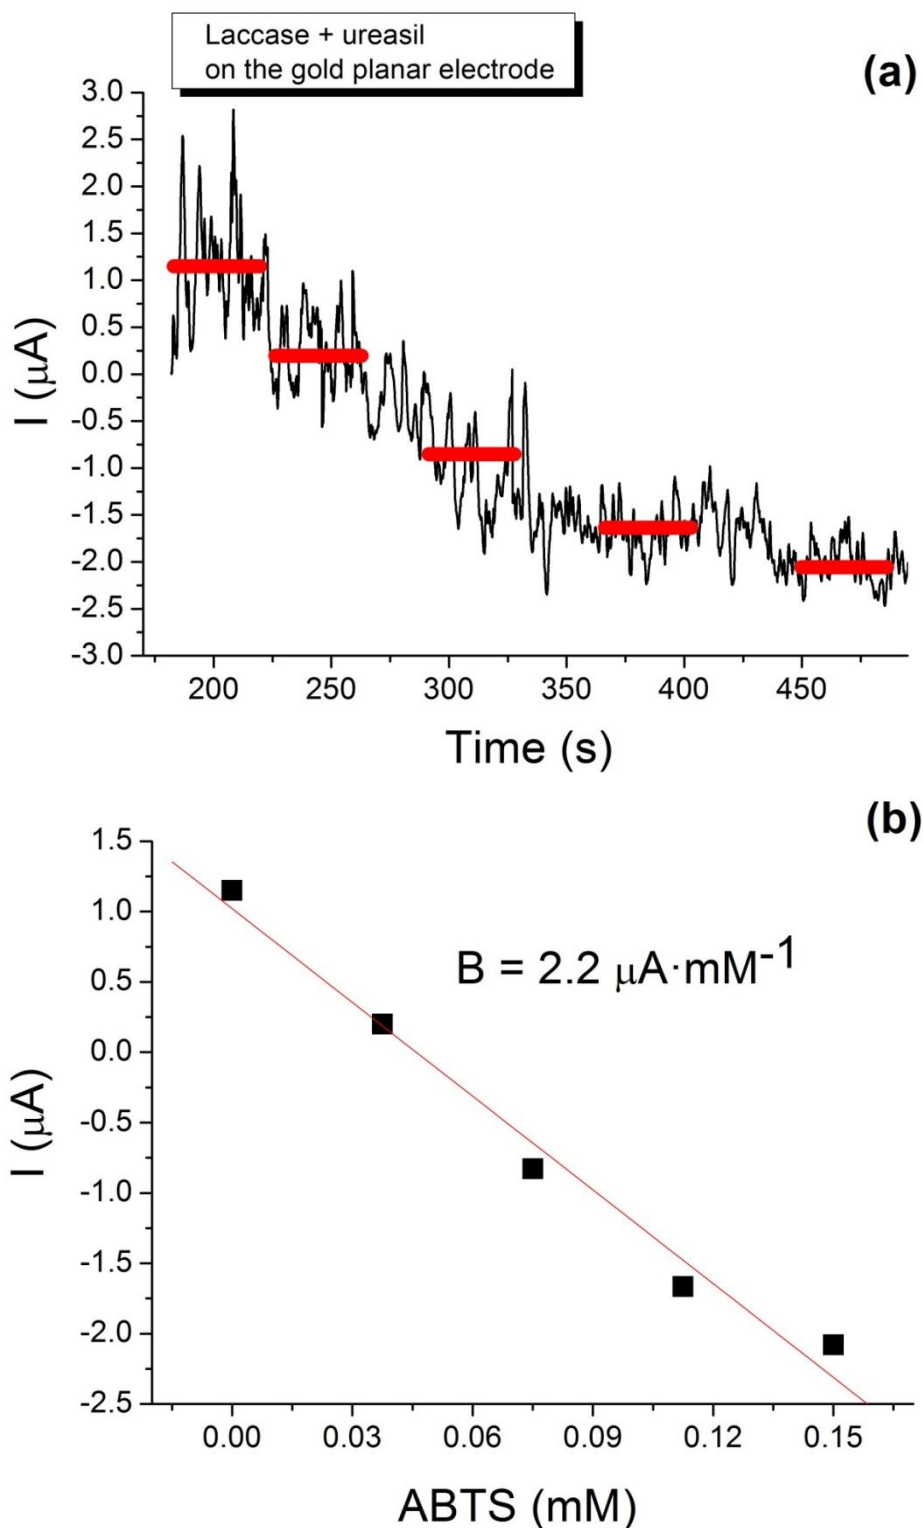 Laccase + ureasil
on the gold planar electrode
(a)
3.0
2.5
2.0
1.5
1.0
0.5
0.0
-0.5
-1.0
-1.5
-2.0
-2.5
-3.0
I (μA)
200 250 300 350 400 450
Time (s)
(b)
1.5
1.0
0.5
0.0
-0.5
-1.0
-1.5
-2.0
-2.5
I (μA)
B = 2.2 μA·mM⁻¹
0.00 0.03 0.06 0.09 0.12 0.15
ABTS (mM)